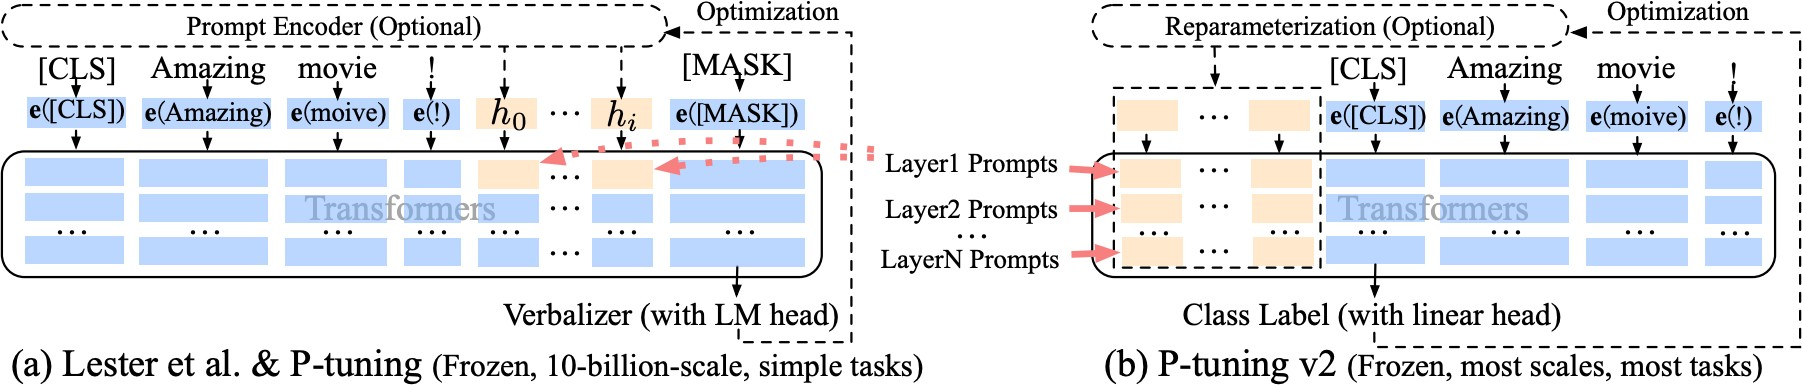 Prompt Encoder (Optional)
Optimization
[CLS] Amazing movie ! [MASK]
e([CLS]) e(Amazing) e(moive) e(!) h0 ... hi e([MASK])
...
Transformers
...
... ... ... ... ... ... ...
Verbalizer (with LM head)
(a) Lester et al. & P-tuning (Frozen, 10-billion-scale, simple tasks)
Layer1 Prompts
Layer2 Prompts
...
LayerN Prompts
Reparameterization (Optional)
Optimization
[CLS] Amazing movie !
... e([CLS]) e(Amazing) e(moive) e(!)
...
... Transformers
... ... ... ... ... ...
...
Class Label (with linear head)
(b) P-tuning v2 (Frozen, most scales, most tasks)